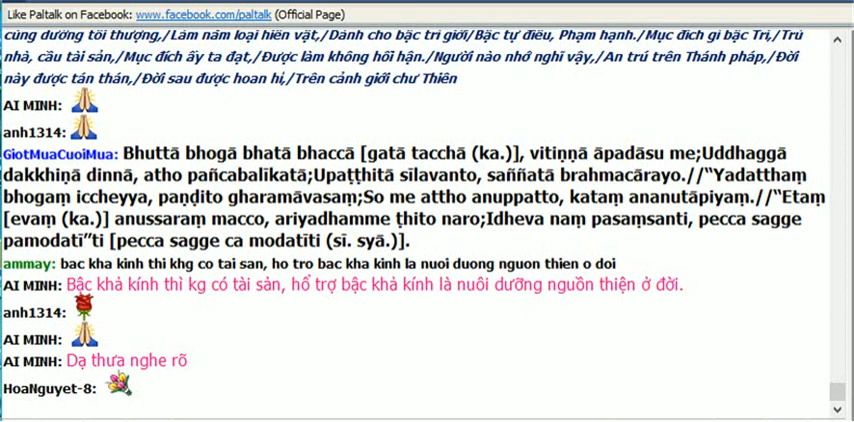 Like Paltalk on Facebook: www.facebook.com/paltalk (Official Page)
cúng dường tối thượng,/Làm năm loại hiến vật,/Dành cho bậc trì giới/Bậc tự điều, Phạm hạnh./Mục đích gì bậc Trí,/Trú
nhà, cầu tài sản,/Mục đích ấy ta đạt,/Được làm không hối hận./Người nào nhớ nghĩ vậy,/An trú trên Thánh pháp,/Đời
này được tán thán,/Đời sau được hoan hỉ,/Trên cảnh giới chư Thiên
AI MINH:
anh1314:
GiotMuaCuoiMua: Bhuttā bhogā bhatā bhaccā [gatā tacchā (ka.)], vitiṇṇā āpadāsu me;Uddhaggā
dakkhiṇā dinnā, atho pañcabalikatā;Upaṭṭhitā sīlavanto, saññatā brahmacārayo.//“Yadatthaṃ
bhogaṃ iccheyya, paṇḍito gharamāvasaṃ;So me attho anuppatto, kataṃ ananutāpiyaṃ.//“Etaṃ
[evaṃ (ka.)] anussaraṃ macco, ariyadhamme ṭhito naro;Idheva naṃ pasaṃsanti, pecca sagge
pamodatī”ti [pecca sagge ca modatīti (sī. syā.)].
ammay: bac kha kinh thi khg co tai san, ho tro bac kha kinh la nuoi duong nguon thien o doi
AI MINH: Bậc khả kính thì kg có tài sản, hổ trợ bậc khả kính là nuôi dưỡng nguồn thiện ở đời.
anh1314:
AI MINH:
AI MINH: Dạ thưa nghe rõ
HoaNguyet-8: